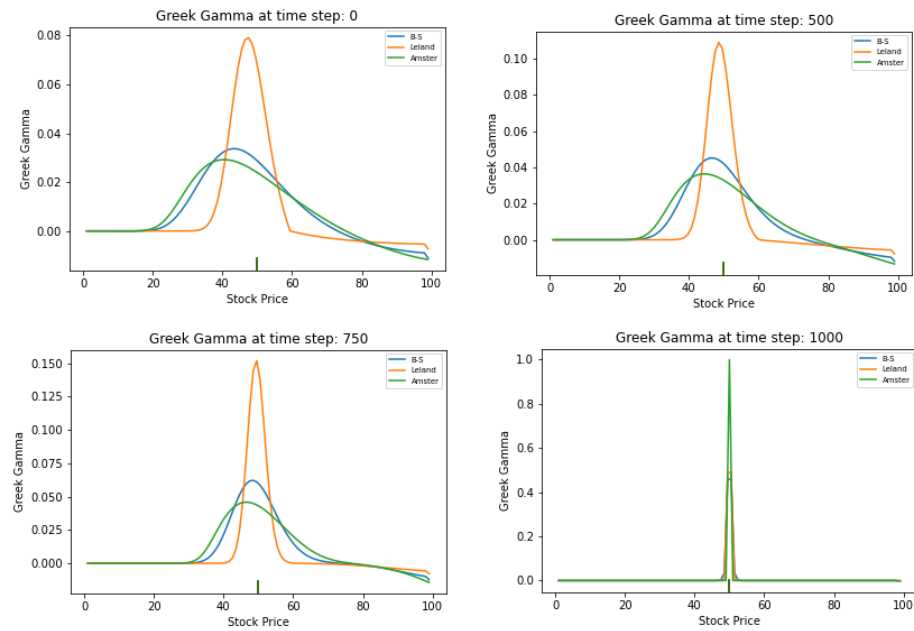 Greek Gamma at time step: 0
B-S
Leland
Amster
Greek Gamma
0.08
0.06
0.04
0.02
0.00
0
20
40
60
80
100
Stock Price
Greek Gamma at time step: 500
B-S
Leland
Amster
Greek Gamma
0.10
0.08
0.06
0.04
0.02
0.00
0
20
40
60
80
100
Stock Price
Greek Gamma at time step: 750
B-S
Leland
Amster
Greek Gamma
0.150
0.125
0.100
0.075
0.050
0.025
0.000
0
20
40
60
80
100
Stock Price
Greek Gamma at time step: 1000
B-S
Leland
Amster
Greek Gamma
1.0
0.8
0.6
0.4
0.2
0.0
0
20
40
60
80
100
Stock Price